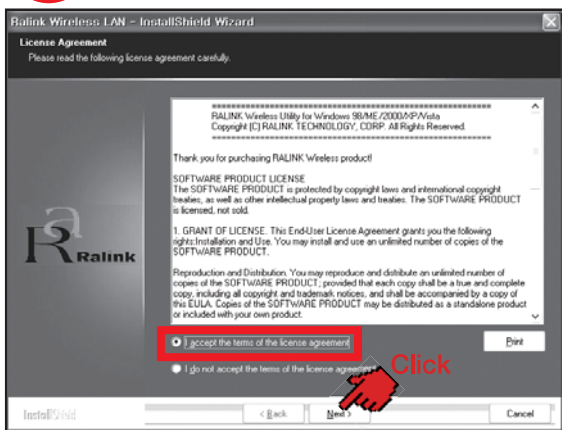 Ralink Wireless LAN - InstallShield Wizard
License Agreement
Please read the following license agreement carefully.
RALINK Wireless Utility for Windows 98/ME/2000/XP/Vista
Copyright (C) RALINK TECHNOLOGY, CORP. All Rights Reserved.
Thank you for purchasing RALINK Wireless product!
SOFTWARE PRODUCT LICENSE
The SOFTWARE PRODUCT is protected by copyright laws and international copyright
treaties, as well as other intellectual property laws and treaties. The SOFTWARE PRODUCT
is licensed, not sold.
1. GRANT OF LICENSE. This End-User License Agreement grants you the following
rights:Installation and Use. You may install and use an unlimited number of copies of the
SOFTWARE PRODUCT.
Reproduction and Distribution. You may reproduce and distribute an unlimited number of
copies of the SOFTWARE PRODUCT; provided that each copy shall be a true and complete
copy, including all copyright and trademark notices, and shall be accompanied by a copy of
this EULA. Copies of the SOFTWARE PRODUCT may be distributed as a standalone product
or included with your own product.
Ralink
I accept the terms of the license agreement
Print
I do not accept the terms of the license agreement
Click
InstallShield
< Back
Next >
Cancel